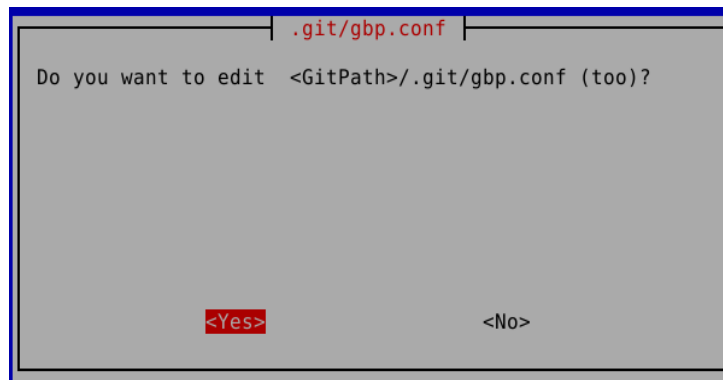 .git/gbp.conf
Do you want to edit  <GitPath>/.git/gbp.conf (too)?
<Yes> <No>